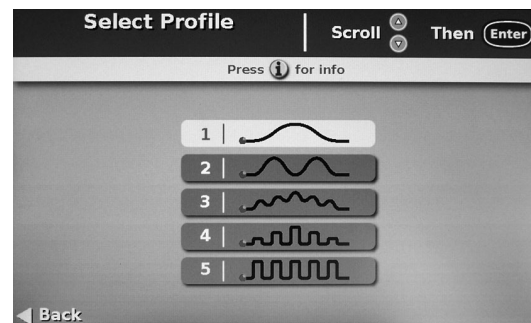 Select Profile
Scroll Then Enter
Press i for info
1
2
3
4
5
Back